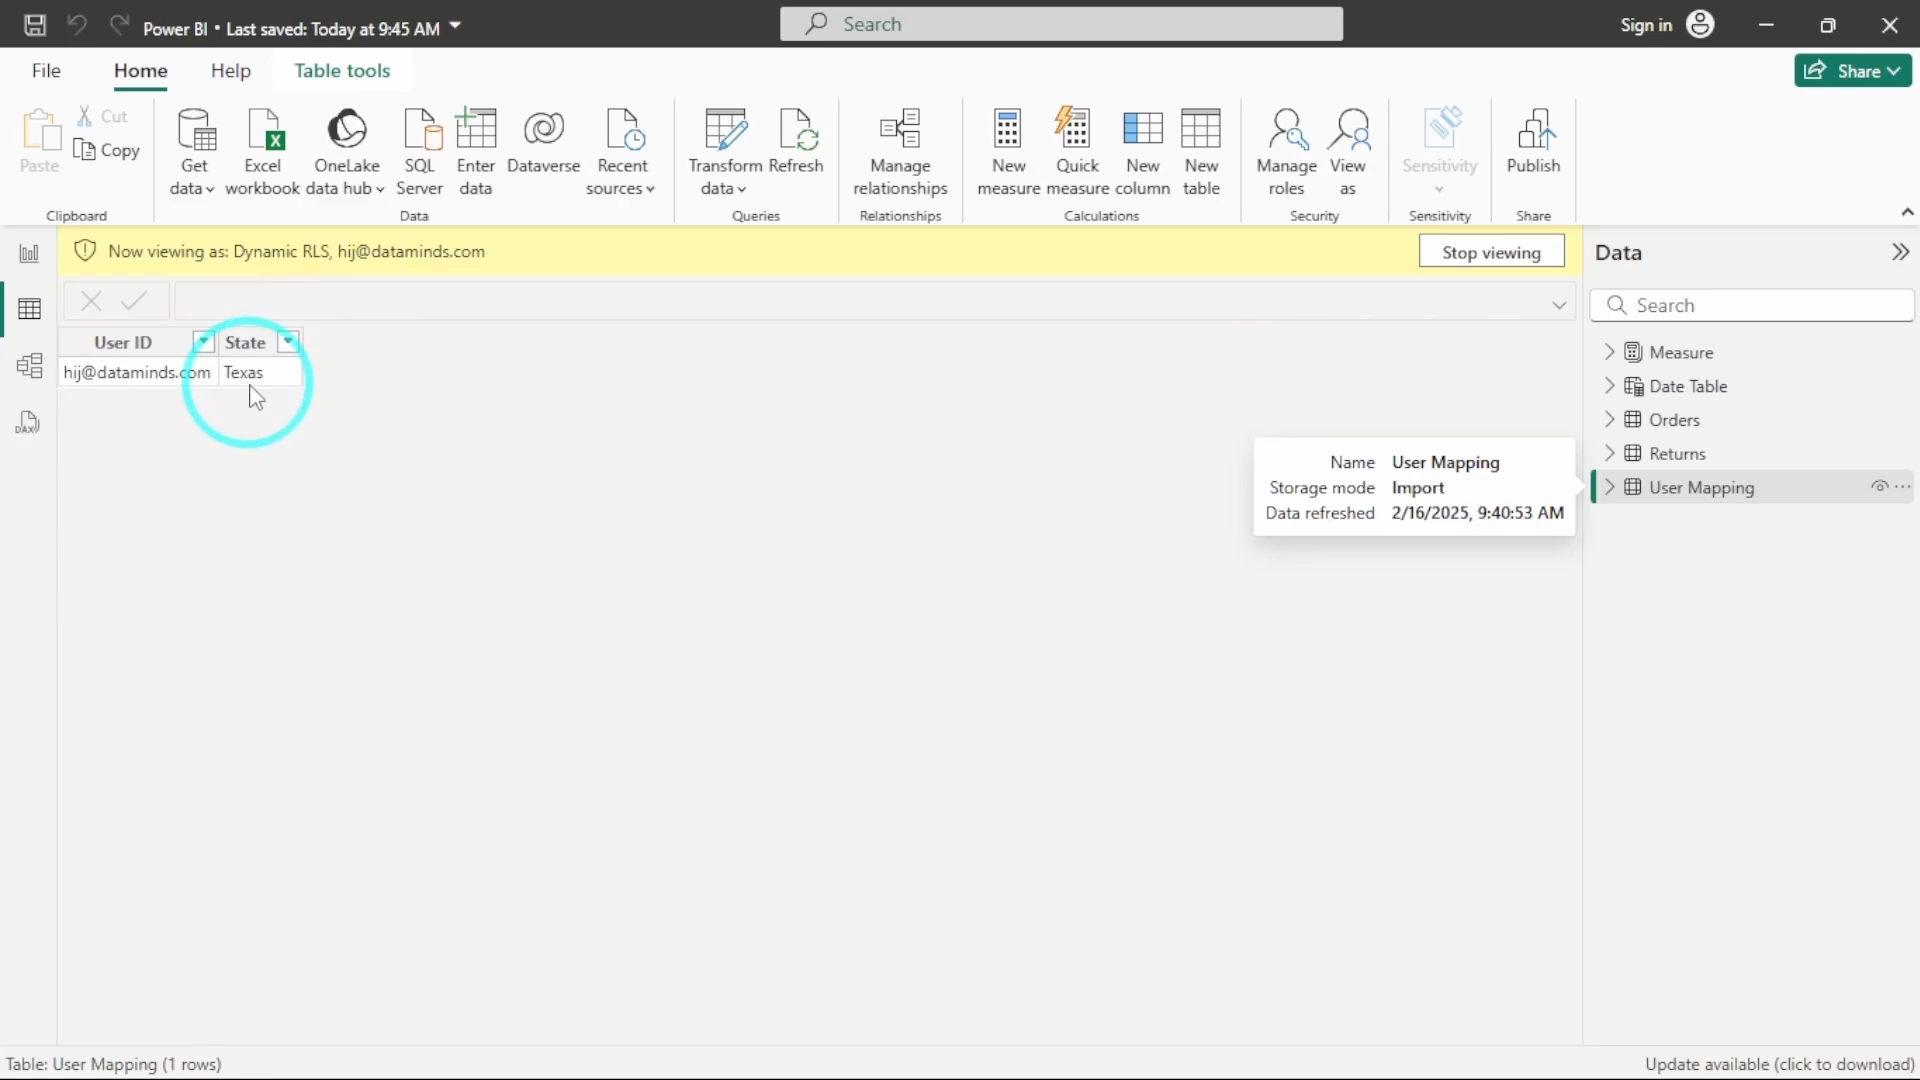 Power BI • Last saved: Today at 9:45 AM
Search
Sign in
File
Home
Help
Table tools
Share
Paste
Cut
Copy
Clipboard
Get data
Excel workbook
OneLake data hub
SQL Server
Enter data
Dataverse
Recent sources
Data
Transform data
Refresh
Queries
Manage relationships
Relationships
New measure
Quick measure
New column
New table
Calculations
Manage roles
View as
Security
Sensitivity
Sensitivity
Publish
Share
Now viewing as: Dynamic RLS, hij@dataminds.com
Stop viewing
User ID
State
hij@dataminds.com
Texas
DAX
Data
Search
Measure
Date Table
Orders
Returns
User Mapping
Name User Mapping
Storage mode Import
Data refreshed 2/16/2025, 9:40:53 AM
Table: User Mapping (1 rows)
Update available (click to download)